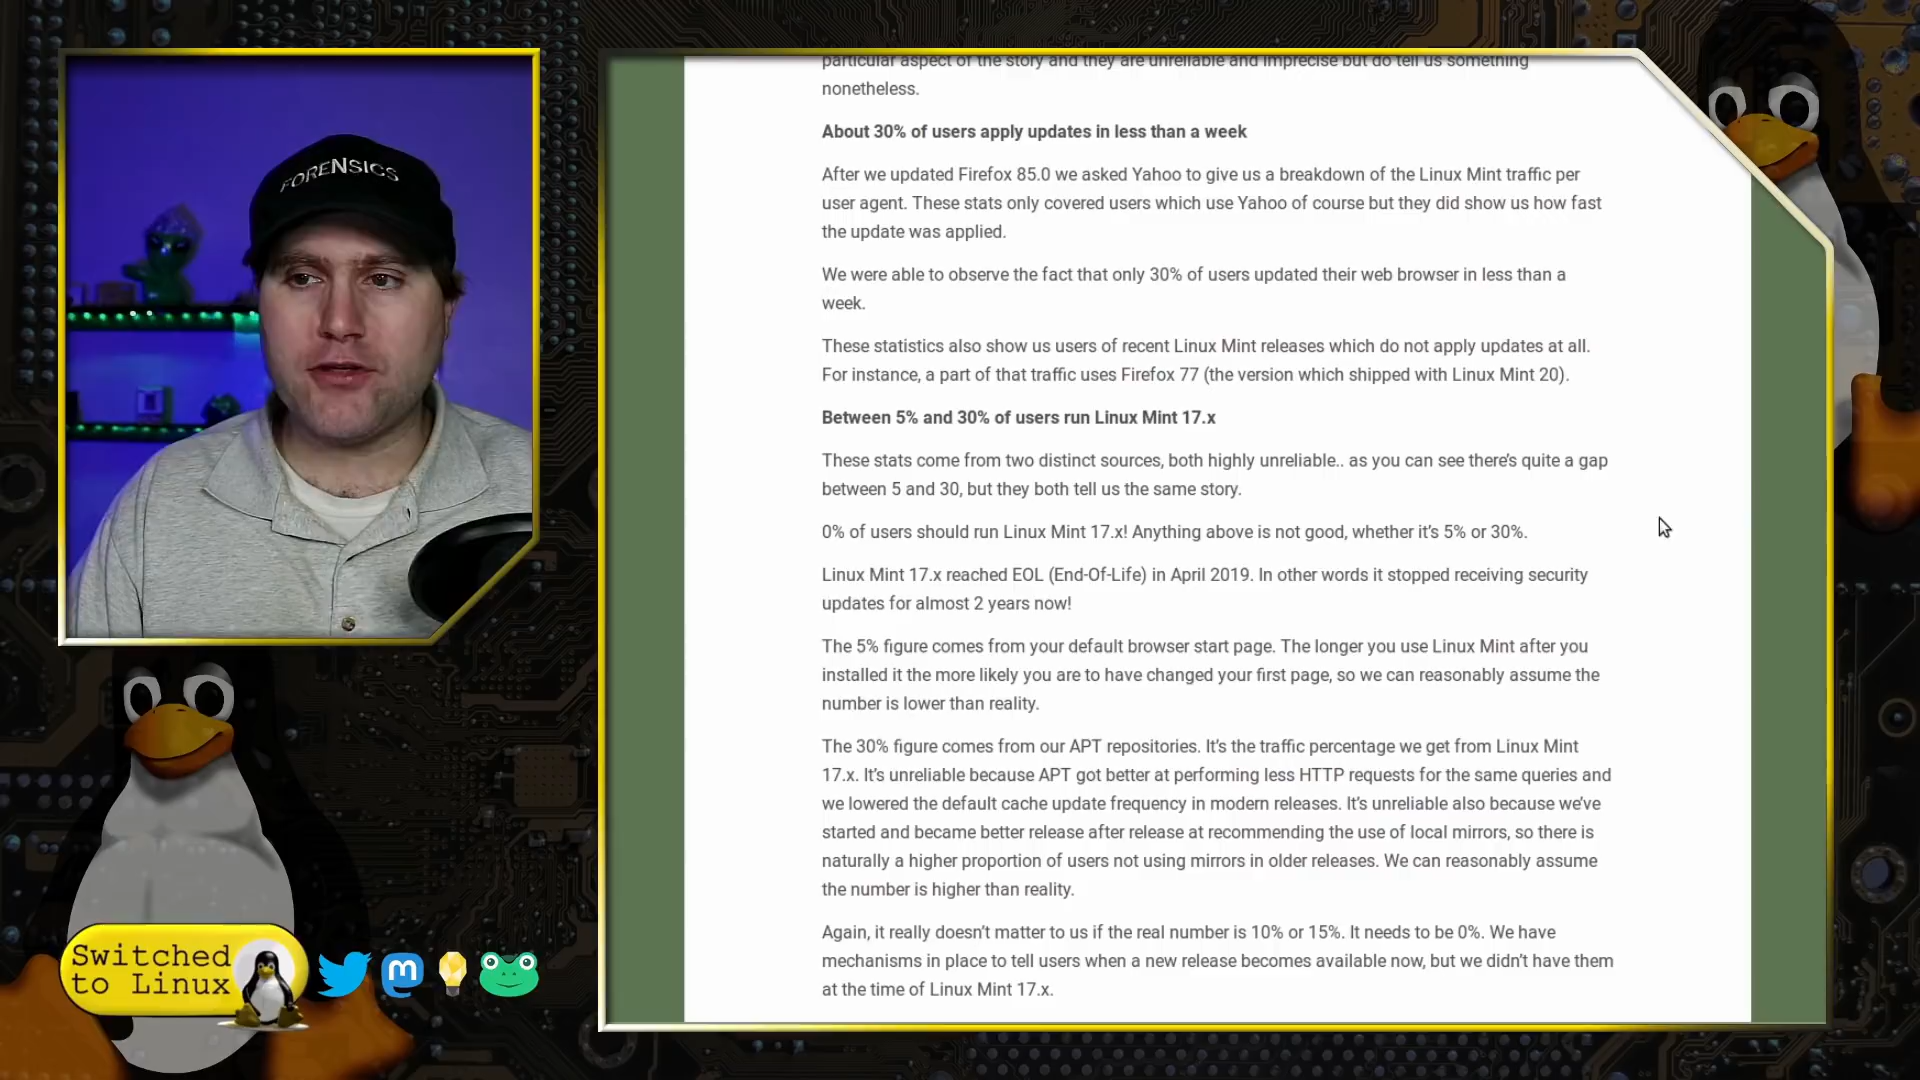 FORENSICS
particular aspect of the story and they are unreliable and imprecise but do tell us something
nonetheless.
About 30% of users apply updates in less than a week
After we updated Firefox 85.0 we asked Yahoo to give us a breakdown of the Linux Mint traffic per
user agent. These stats only covered users which use Yahoo of course but they did show us how fast
the update was applied.
We were able to observe the fact that only 30% of users updated their web browser in less than a
week.
These statistics also show us users of recent Linux Mint releases which do not apply updates at all.
For instance, a part of that traffic uses Firefox 77 (the version which shipped with Linux Mint 20).
Between 5% and 30% of users run Linux Mint 17.x
These stats come from two distinct sources, both highly unreliable.. as you can see there’s quite a gap
between 5 and 30, but they both tell us the same story.
0% of users should run Linux Mint 17.x! Anything above is not good, whether it’s 5% or 30%.
Linux Mint 17.x reached EOL (End-Of-Life) in April 2019. In other words it stopped receiving security
updates for almost 2 years now!
The 5% figure comes from your default browser start page. The longer you use Linux Mint after you
installed it the more likely you are to have changed your first page, so we can reasonably assume the
number is lower than reality.
The 30% figure comes from our APT repositories. It’s the traffic percentage we get from Linux Mint
17.x. It’s unreliable because APT got better at performing less HTTP requests for the same queries and
we lowered the default cache update frequency in modern releases. It’s unreliable also because we’ve
started and became better release after release at recommending the use of local mirrors, so there is
naturally a higher proportion of users not using mirrors in older releases. We can reasonably assume
the number is higher than reality.
Again, it really doesn’t matter to us if the real number is 10% or 15%. It needs to be 0%. We have
mechanisms in place to tell users when a new release becomes available now, but we didn’t have them
at the time of Linux Mint 17.x.
Switched
to Linux